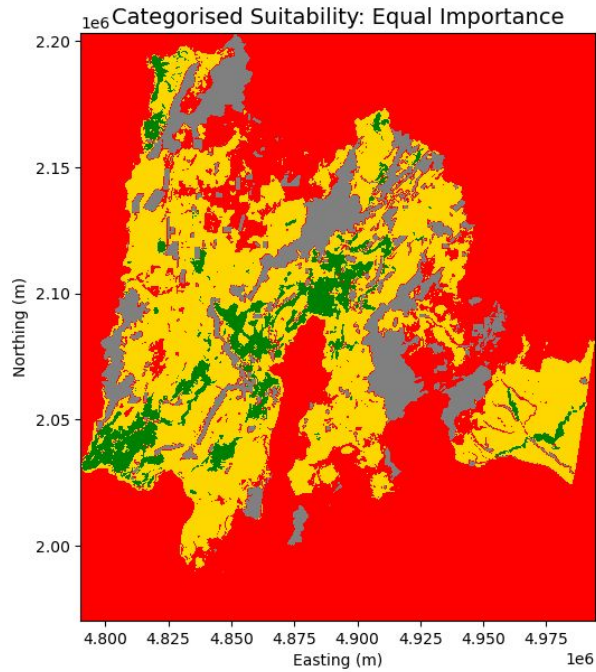 Categorised Suitability: Equal Importance
1e6
2.20
2.15
2.10
2.05
2.00
Northing (m)
4.800 4.825 4.850 4.875 4.900 4.925 4.950 4.975
Easting (m)
1e6